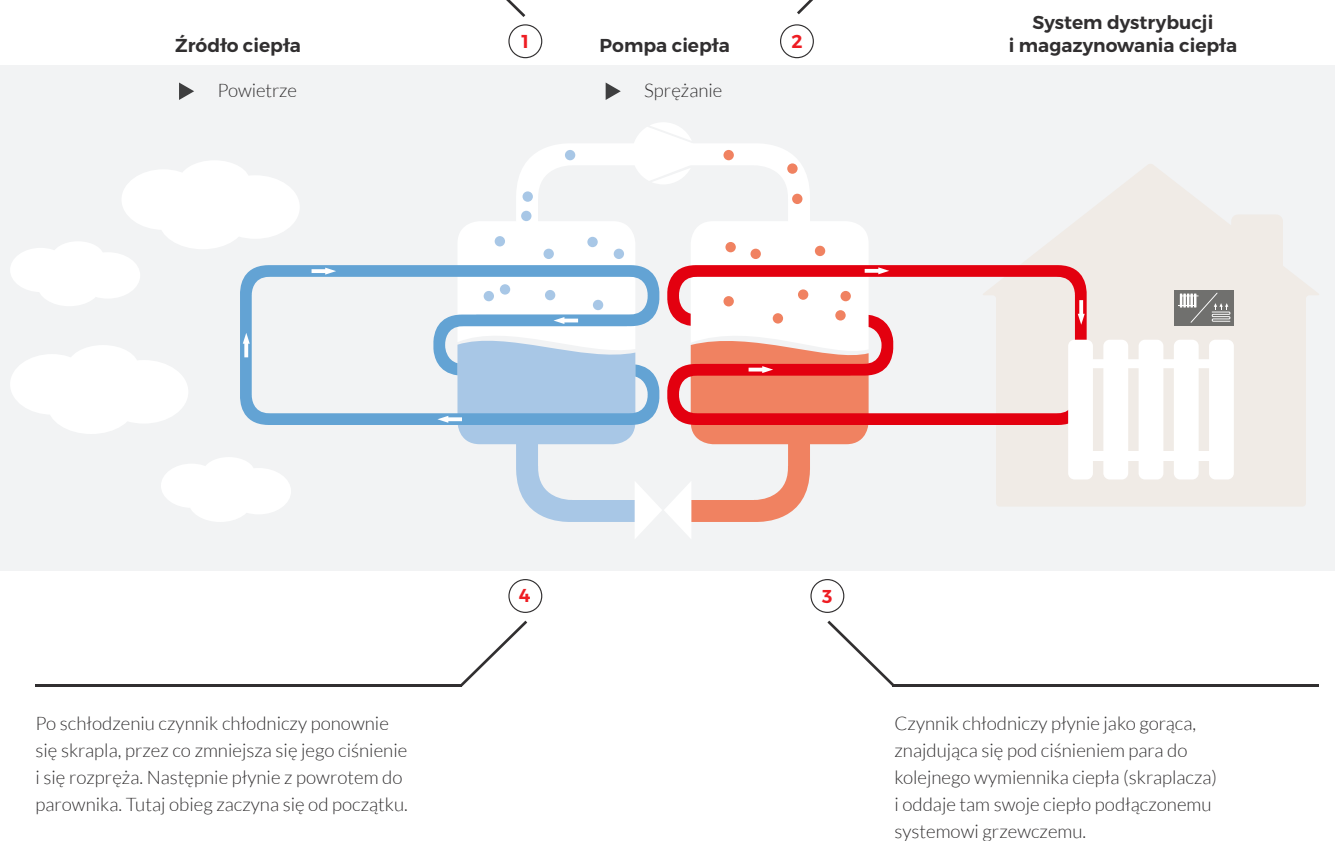 Źródło ciepła
1
Pompa ciepła
2
System dystrybucji
i magazynowania ciepła
Powietrze
Sprężanie
4
3
Po schłodzeniu czynnik chłodniczy ponownie
się skrapla, przez co zmniejsza się jego ciśnienie
i się rozpręża. Następnie płynie z powrotem do
parownika. Tutaj obieg zaczyna się od początku.
Czynnik chłodniczy płynie jako gorąca,
znajdująca się pod ciśnieniem para do
kolejnego wymiennika ciepła (skraplacza)
i oddaje tam swoje ciepło podłączonemu
systemowi grzewczemu.